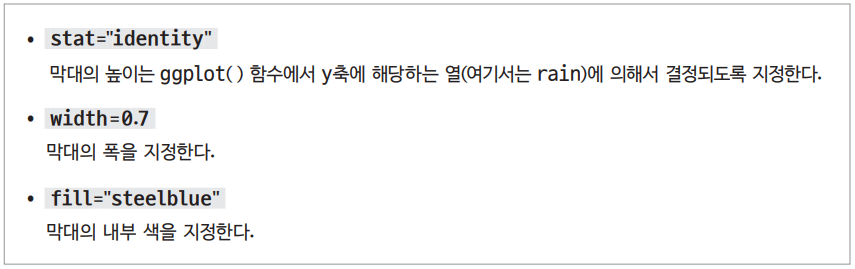 • stat="identity"
막대의 높이는 ggplot( ) 함수에서 y축에 해당하는 열(여기서는 rain)에 의해서 결정되도록 지정한다.
• width=0.7
막대의 폭을 지정한다.
• fill="steelblue"
막대의 내부 색을 지정한다.